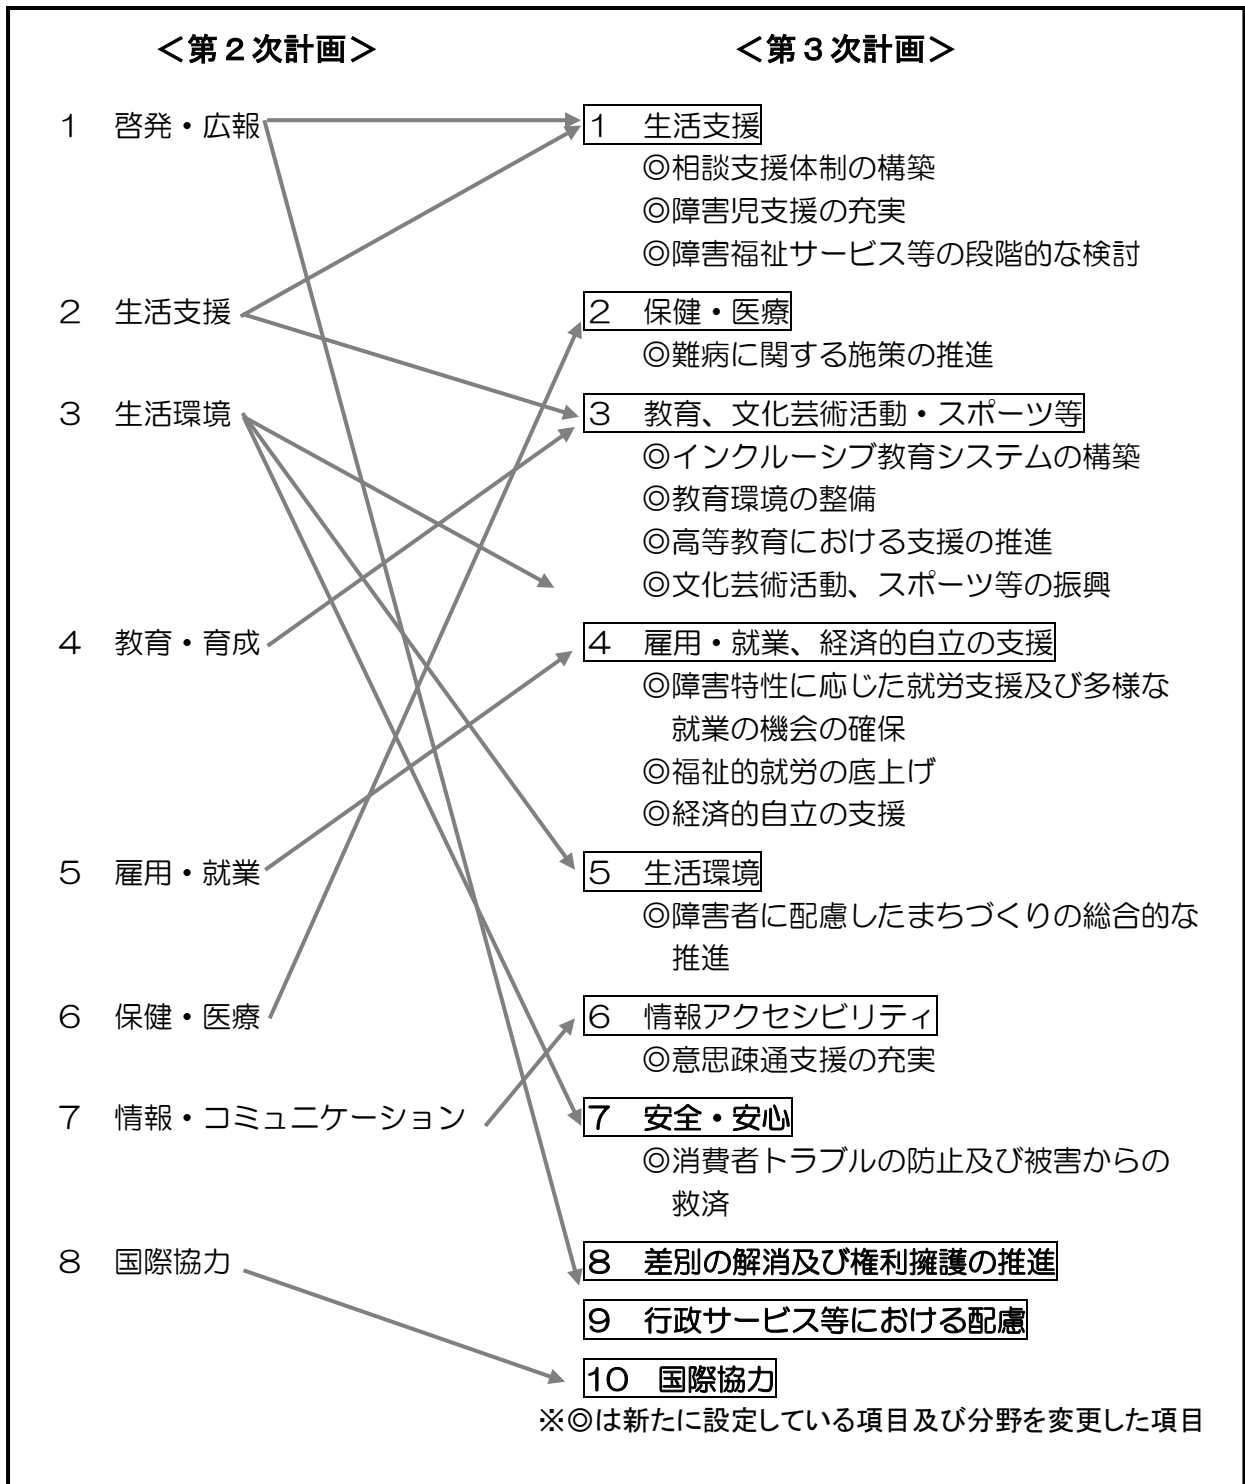 ＜第２次計画＞
１　啓発・広報
２　生活支援
３　生活環境
４　教育・育成
５　雇用・就業
６　保健・医療
７　情報・コミュニケーション
８　国際協力
＜第３次計画＞
１　生活支援
◎相談支援体制の構築
◎障害児支援の充実
◎障害福祉サービス等の段階的な検討
２　保健・医療
◎難病に関する施策の推進
３　教育、文化芸術活動・スポーツ等
◎インクルーシブ教育システムの構築
◎教育環境の整備
◎高等教育における支援の推進
◎文化芸術活動、スポーツ等の振興
４　雇用・就業、経済的自立の支援
◎障害特性に応じた就労支援及び多様な
就業の機会の確保
◎福祉的就労の底上げ
◎経済的自立の支援
５　生活環境
◎障害者に配慮したまちづくりの総合的な
推進
６　情報アクセシビリティ
◎意思疎通支援の充実
７　安全・安心
◎消費者トラブルの防止及び被害からの
救済
８　差別の解消及び権利擁護の推進
９　行政サービス等における配慮
10　国際協力
※◎は新たに設定している項目及び分野を変更した項目